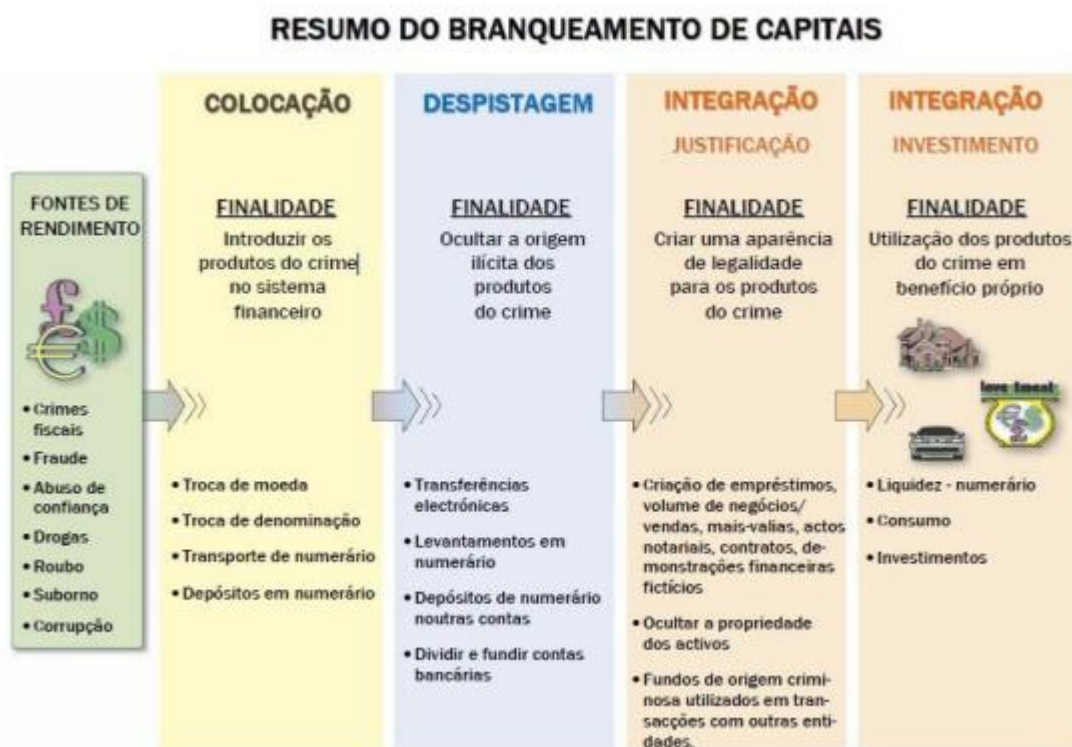 RESUMO DO BRANQUEAMENTO DE CAPITAIS
FONTES DE
RENDIMENTO
• Crimes
fiscais
• Fraude
• Abuso de
confiança
• Drogas
• Roubo
• Suborno
• Corrupção
COLOCAÇÃO
FINALIDADE
Introduzir os
produtos do crime
no sistema
financeiro
• Troca de moeda
• Troca de denominação
• Transporte de numerário
• Depósitos em numerário
DESPISTAGEM
FINALIDADE
Ocultar a origem
ilícita dos
produtos
do crime
• Transferências
electrónicas
• Levantamentos em
numerário
• Depósitos de numerário
noutras contas
• Dividir e fundir contas
bancárias
INTEGRAÇÃO
JUSTIFICAÇÃO
FINALIDADE
Criar uma aparência
de legalidade
para os produtos
do crime
• Criação de empréstimos,
volume de negócios/
vendas, mais-valias, actos
notariais, contratos, de-
monstrações financeiras
fictícios
• Ocultar a propriedade
dos activos
• Fundos de origem crimi-
nosa utilizados em tran-
sacções com outras enti-
dades.
INTEGRAÇÃO
INVESTIMENTO
FINALIDADE
Utilização dos produtos
do crime em
benefício próprio
• Liquidez - numerário
• Consumo
• Investimentos